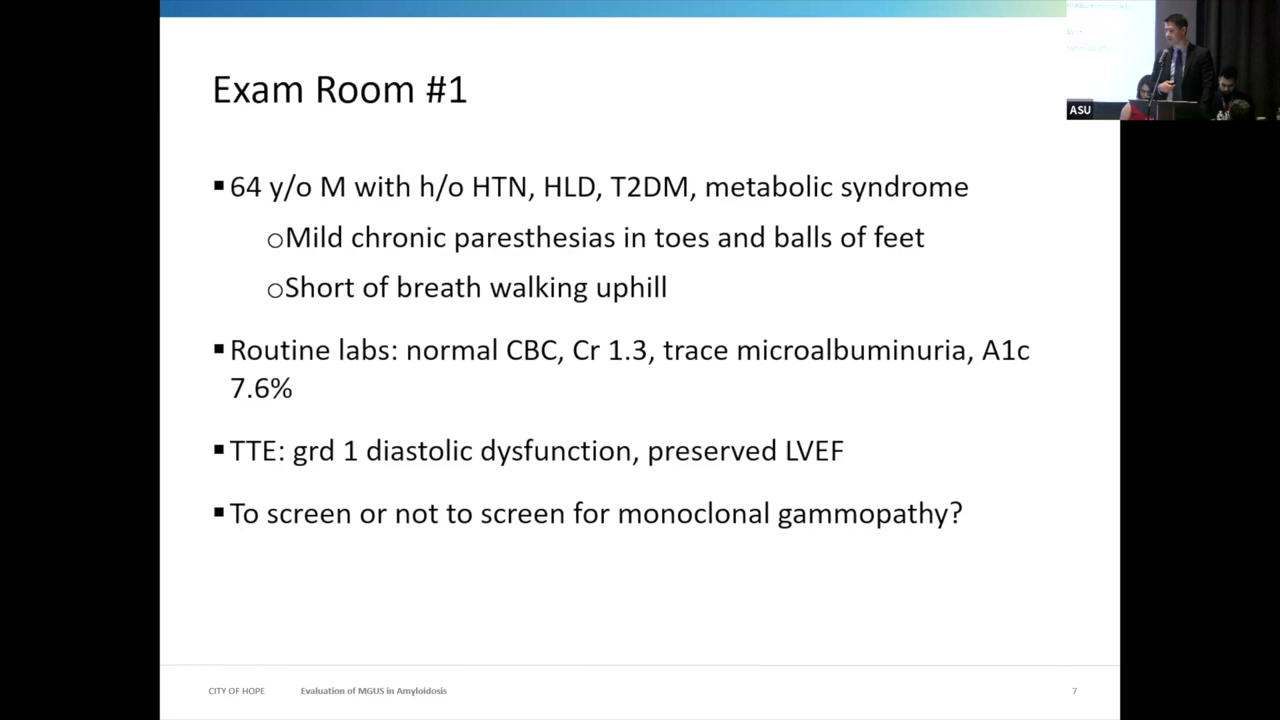 Exam Room #1
▪ 64 y/o M with h/o HTN, HLD, T2DM, metabolic syndrome
○ Mild chronic paresthesias in toes and balls of feet
○ Short of breath walking uphill
▪ Routine labs: normal CBC, Cr 1.3, trace microalbuminuria, A1c
7.6%
▪ TTE: grd 1 diastolic dysfunction, preserved LVEF
▪ To screen or not to screen for monoclonal gammopathy?
CITY OF HOPE Evaluation of MGUS in Amyloidosis 7
ASU